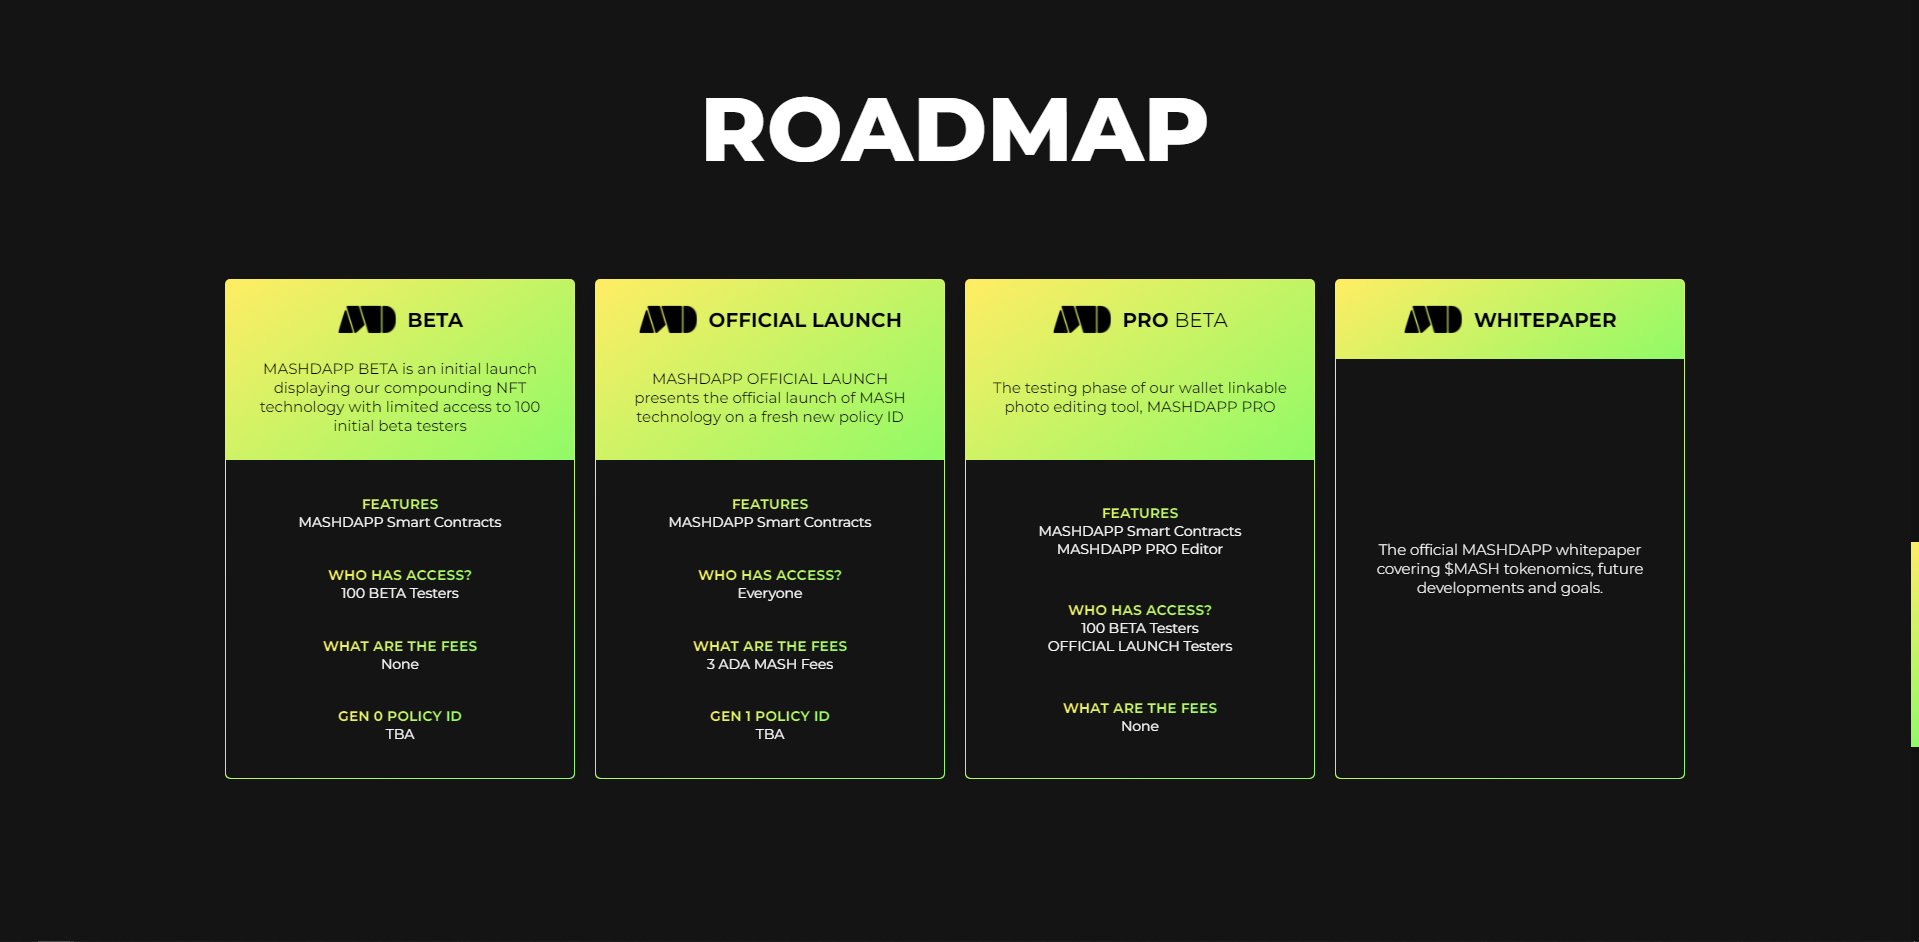 ROADMAP
BETA
MASHDAPP BETA is an initial launch
displaying our compounding NFT
technology with limited access to 100
initial beta testers
FEATURES
MASHDAPP Smart Contracts
WHO HAS ACCESS?
100 BETA Testers
WHAT ARE THE FEES
None
GEN 0 POLICY ID
TBA
OFFICIAL LAUNCH
MASHDAPP OFFICIAL LAUNCH
presents the official launch of MASH
technology on a fresh new policy ID
FEATURES
MASHDAPP Smart Contracts
WHO HAS ACCESS?
Everyone
WHAT ARE THE FEES
3 ADA MASH Fees
GEN 1 POLICY ID
TBA
PRO BETA
The testing phase of our wallet linkable
photo editing tool, MASHDAPP PRO
FEATURES
MASHDAPP Smart Contracts
MASHDAPP PRO Editor
WHO HAS ACCESS?
100 BETA Testers
OFFICIAL LAUNCH Testers
WHAT ARE THE FEES
None
WHITEPAPER
The official MASHDAPP whitepaper
covering $MASH tokenomics, future
developments and goals.